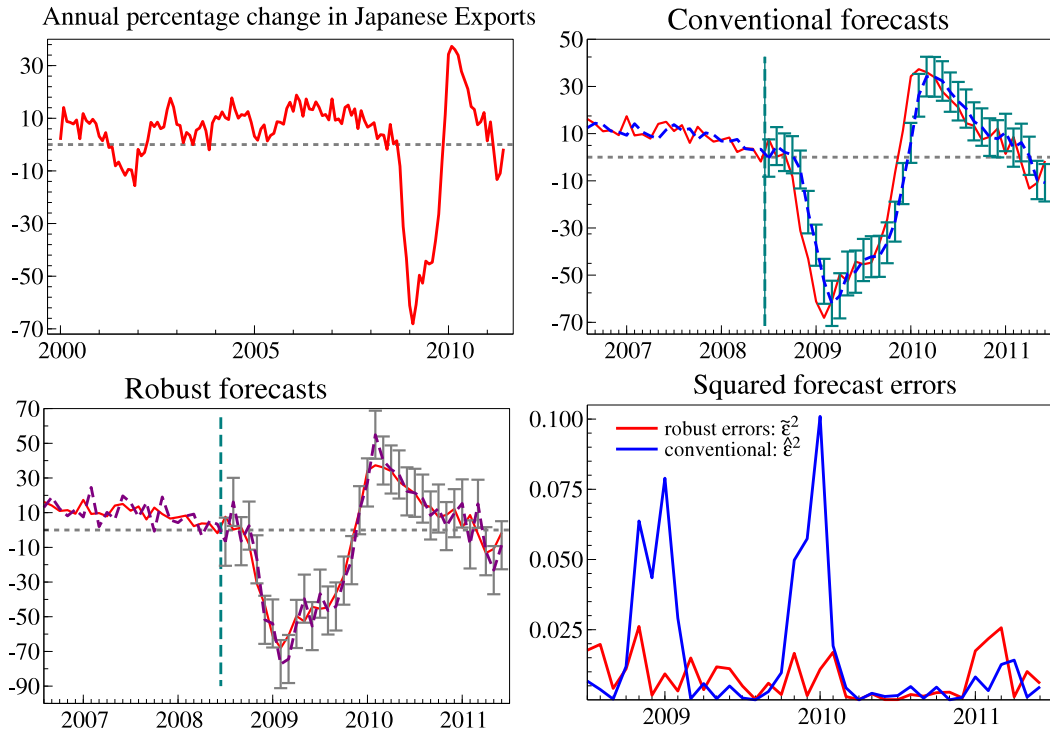 Annual percentage change in Japanese Exports
30
10
-10
-30
-50
-70
2000 2005 2010
Conventional forecasts
50
30
10
-10
-30
-50
-70
2007 2008 2009 2010 2011
Robust forecasts
70
50
30
10
-10
-30
-50
-70
-90
2007 2008 2009 2010 2011
Squared forecast errors
0.100
0.075
0.050
0.025
robust errors: ε̃²
conventional: ε̂²
2009 2010 2011